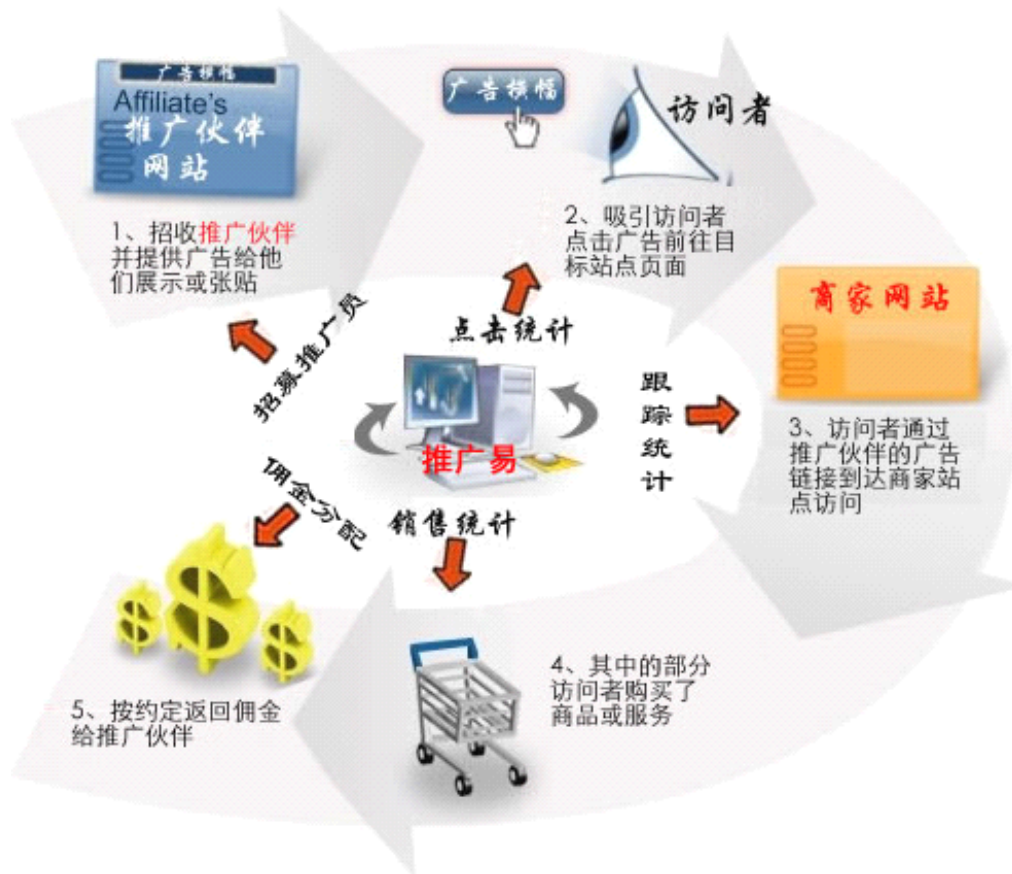 广告横幅
Affiliate's
推广伙伴
网站
1、招收推广伙伴
并提供广告给他
们展示或张贴
广告横幅
访问者
2、吸引访问者
点击广告前往目
标站点页面
商家网站
3、访问者通过
推广伙伴的广告
链接到达商家站
点访问
招募推广员
点击统计
跟踪统计
推广易
佣金分配
销售统计
4、其中的部分
访问者购买了
商品或服务
5、按约定返回佣金
给推广伙伴